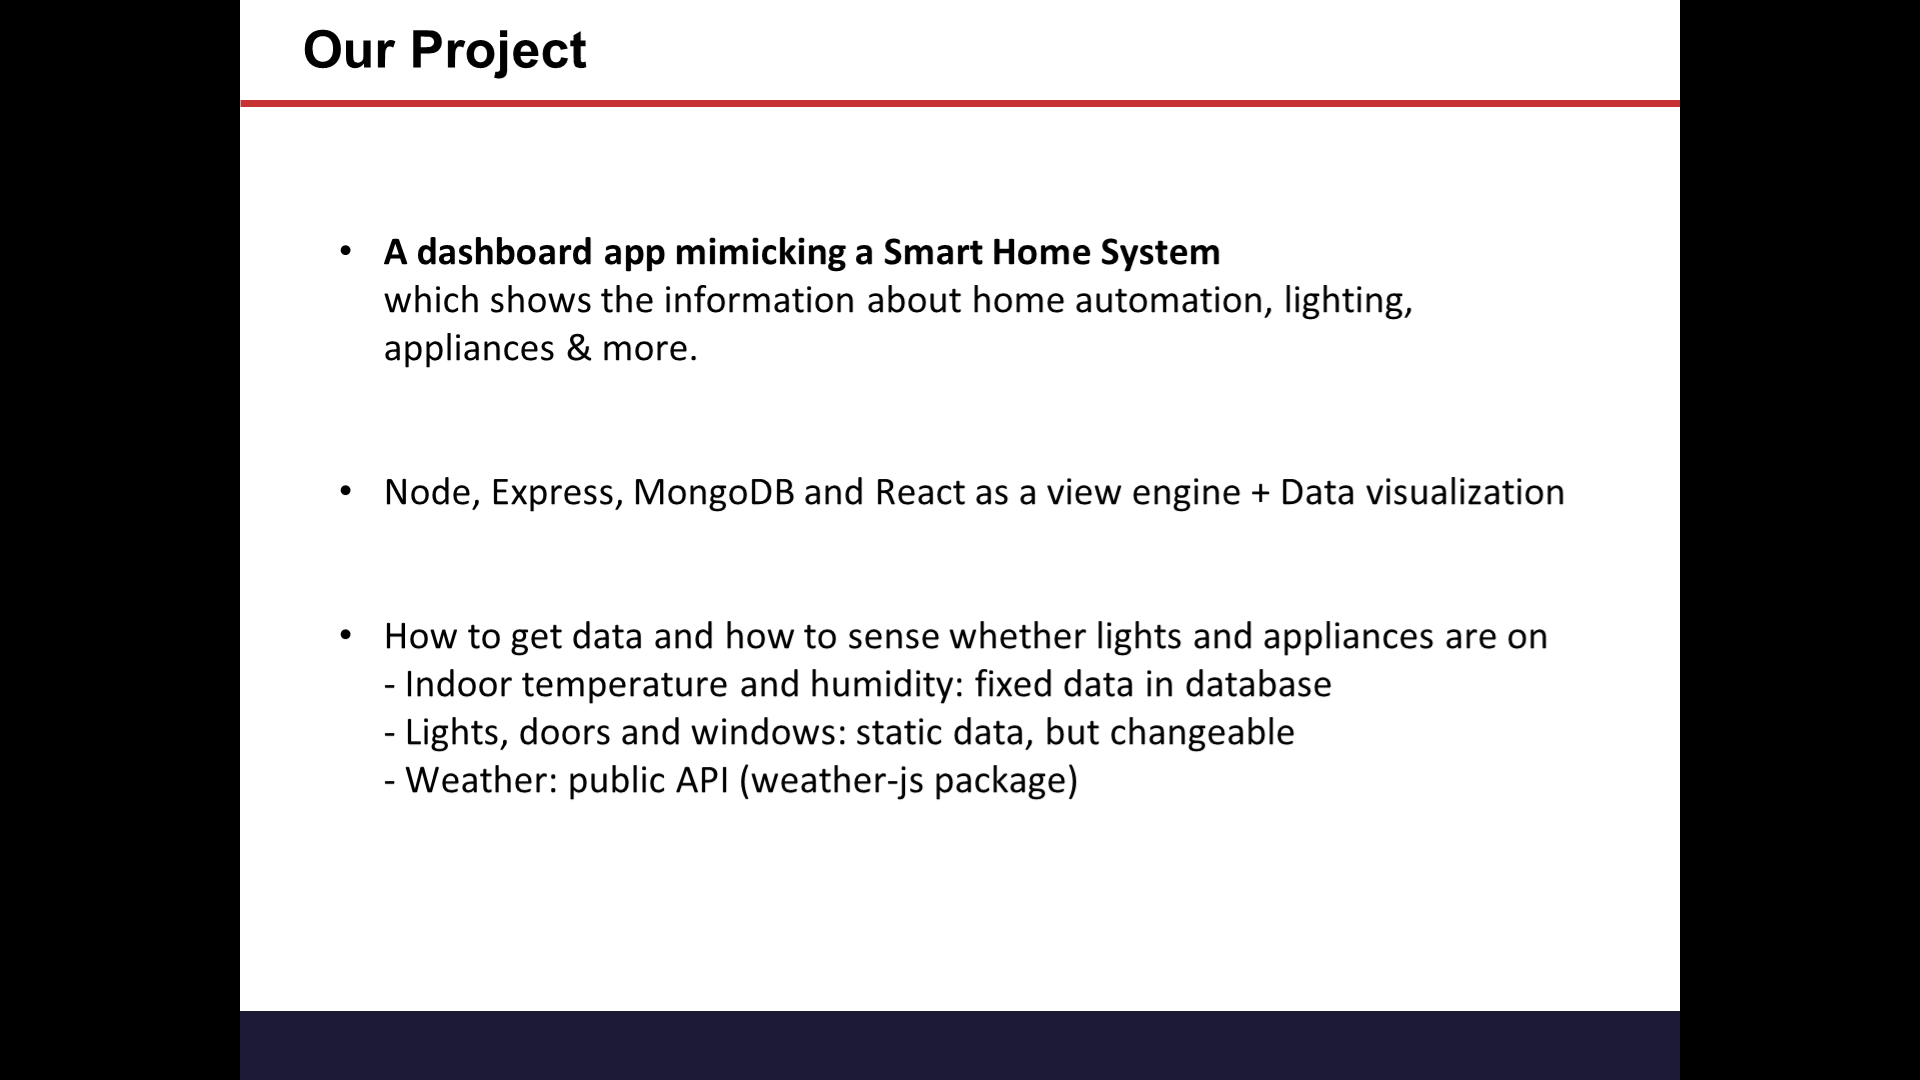 Our Project
• A dashboard app mimicking a Smart Home System
which shows the information about home automation, lighting,
appliances & more.
• Node, Express, MongoDB and React as a view engine + Data visualization
• How to get data and how to sense whether lights and appliances are on
- Indoor temperature and humidity: fixed data in database
- Lights, doors and windows: static data, but changeable
- Weather: public API (weather-js package)